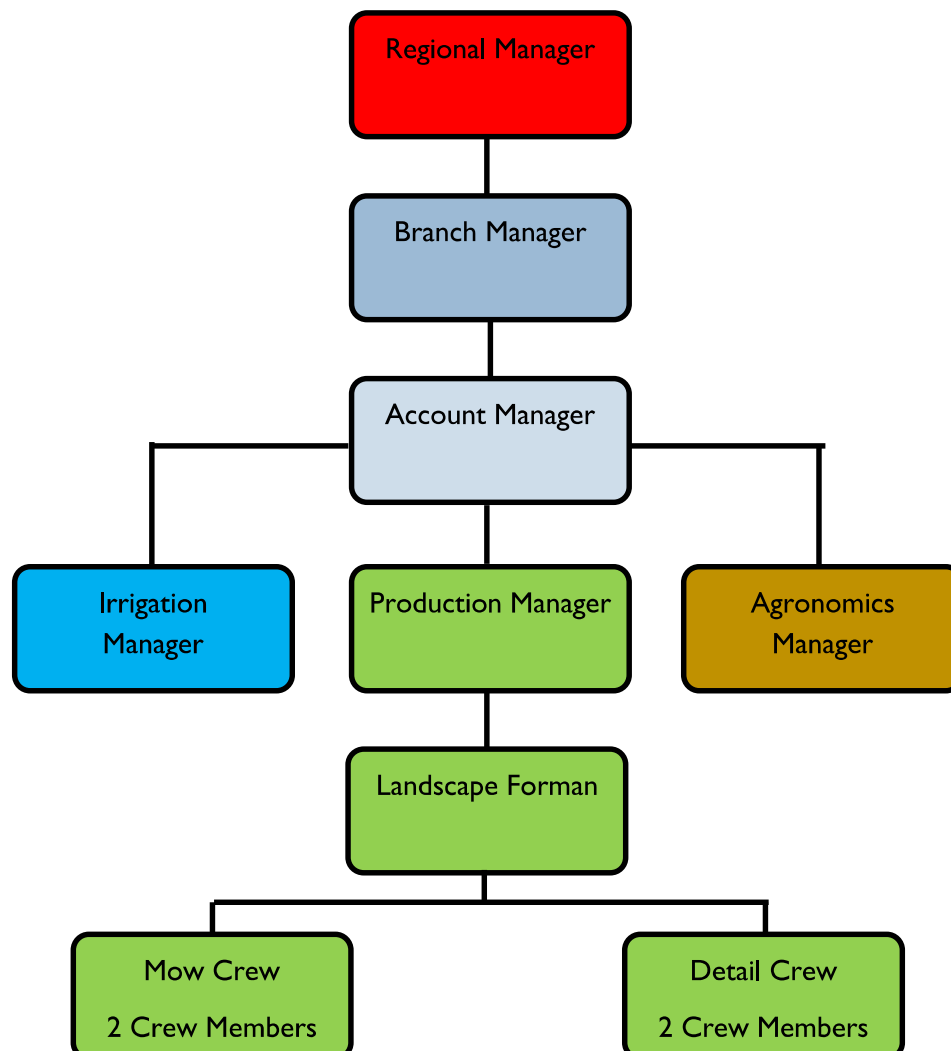 Regional Manager
Branch Manager
Account Manager
Irrigation
Manager
Production Manager
Agronomics
Manager
Landscape Forman
Mow Crew
2 Crew Members
Detail Crew
2 Crew Members